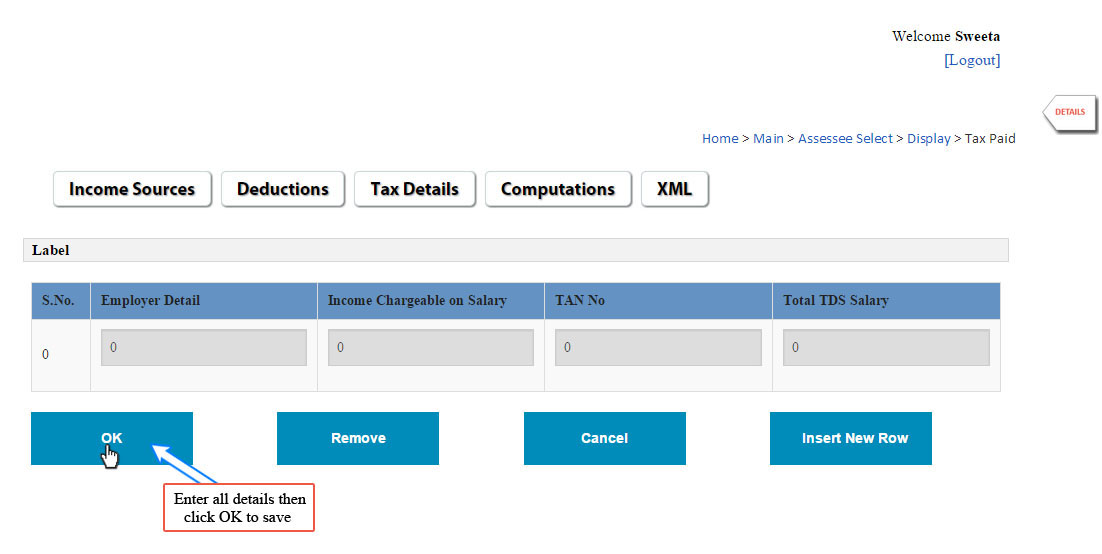 Welcome Sweeta
[Logout]
DETAILS
Home > Main > Assessee Select > Display > Tax Paid
Income Sources Deductions Tax Details Computations XML
Label
S.No. Employer Detail Income Chargeable on Salary TAN No Total TDS Salary
0 0 0 0 0
OK Remove Cancel Insert New Row
Enter all details then
click OK to save